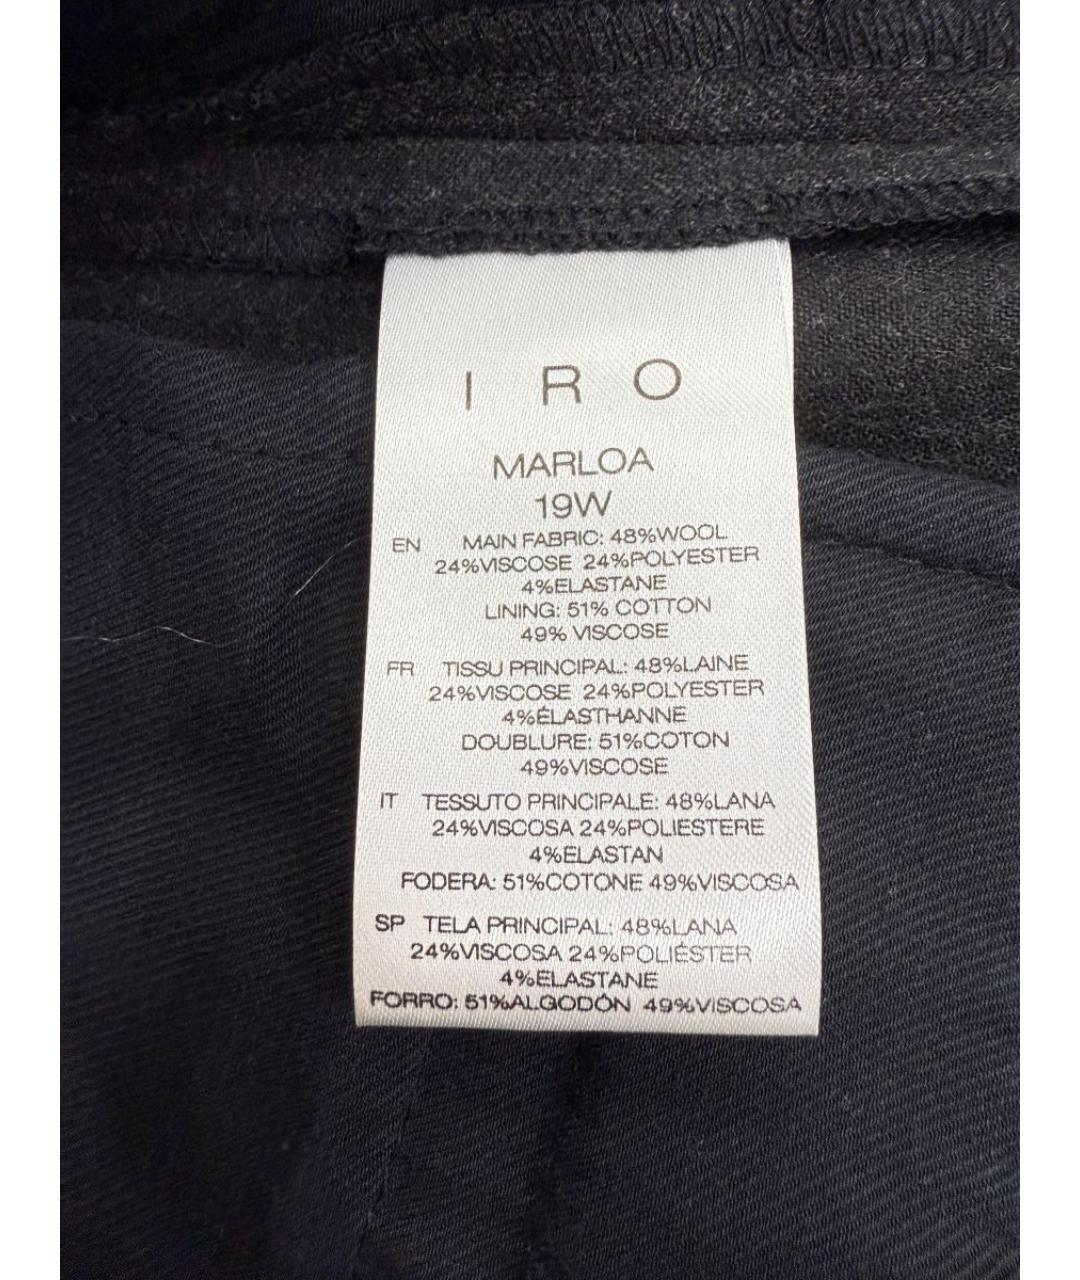 IRO
MARLOA
19W
EN MAIN FABRIC: 48%WOOL
24%VISCOSE 24%POLYESTER
4%ELASTANE
LINING: 51% COTTON
49% VISCOSE
FR TISSU PRINCIPAL: 48%LAINE
24%VISCOSE 24%POLYESTER
4%ÉLASTHANNE
DOUBLURE: 51%COTON
49%VISCOSE
IT TESSUTO PRINCIPALE: 48%LANA
24%VISCOSA 24%POLIESTERE
4%ELASTAN
FODERA: 51%COTONE 49%VISCOSA
SP TELA PRINCIPAL: 48%LANA
24%VISCOSA 24%POLIÉSTER
4%ELASTANE
FORRO: 51%ALGODÓN 49%VISCOSA